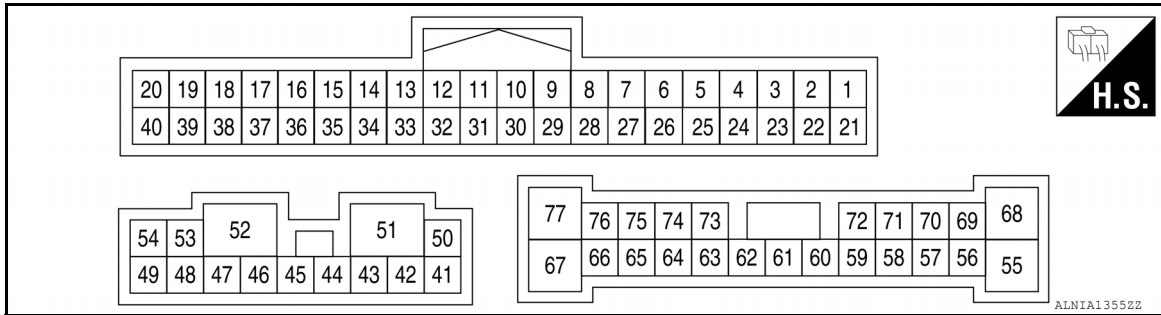 20 19 18 17 16 15 14 13 12 11 10 9 8 7 6 5 4 3 2 1
40 39 38 37 36 35 34 33 32 31 30 29 28 27 26 25 24 23 22 21
H.S.
54 53 52 51 50
49 48 47 46 45 44 43 42 41
77 76 75 74 73 72 71 70 69 68
67 66 65 64 63 62 61 60 59 58 57 56 55
ALNIA1355ZZ